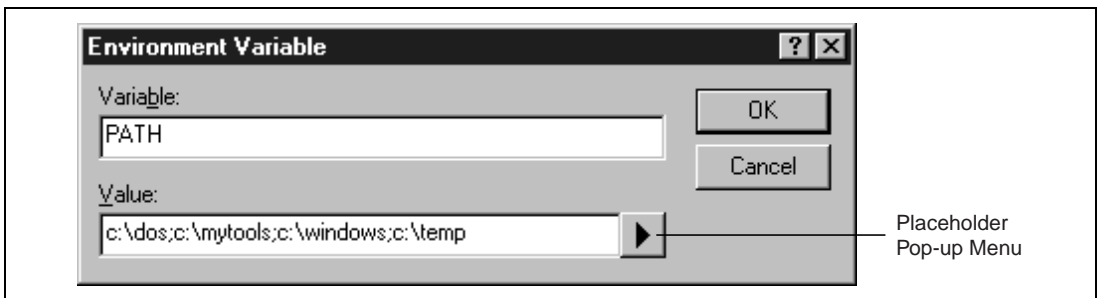 Environment Variable
Variable:
PATH
OK
Cancel
Value:
c:\dos;c:\mytools;c:\windows;c:\temp
Placeholder
Pop-up Menu